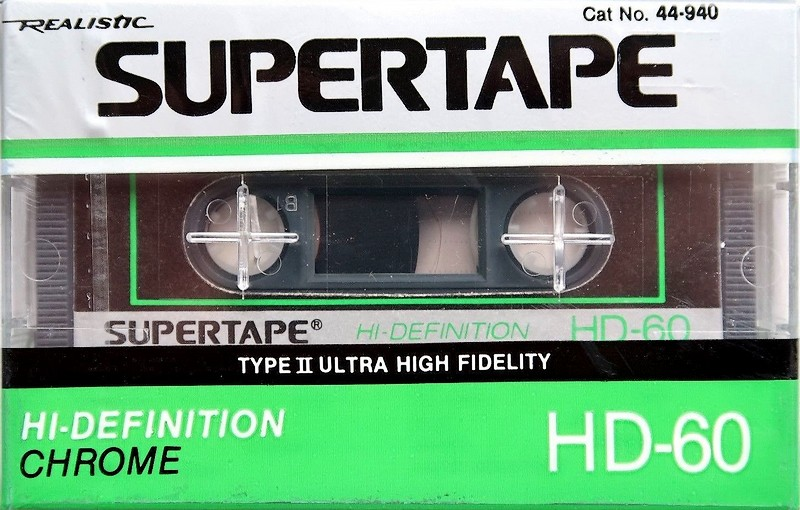 REALISTIC
Cat No. 44-940
SUPERTAPE
SUPERTAPE® HI-DEFINITION HD-60
TYPE II ULTRA HIGH FIDELITY
HI-DEFINITION
CHROME
HD-60